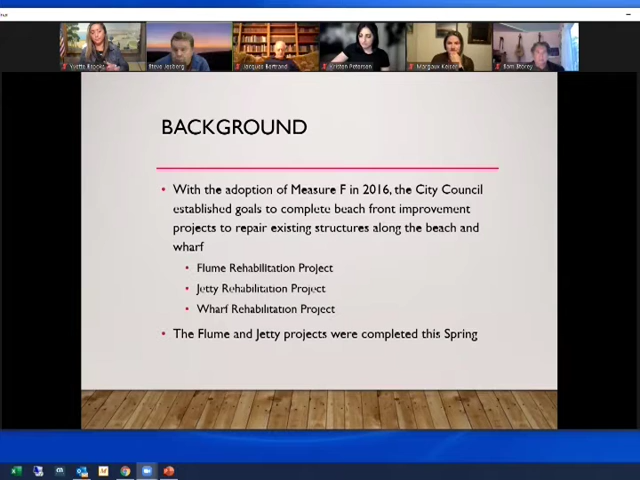 Yvette Brooks
Steve Jesberg
Jacques Bertrand
Kristen Petersen
Margaux Keiser
Sam Storey
BACKGROUND
• With the adoption of Measure F in 2016, the City Council
established goals to complete beach front improvement
projects to repair existing structures along the beach and
wharf
• Flume Rehabilitation Project
• Jetty Rehabilitation Project
• Wharf Rehabilitation Project
• The Flume and Jetty projects were completed this Spring